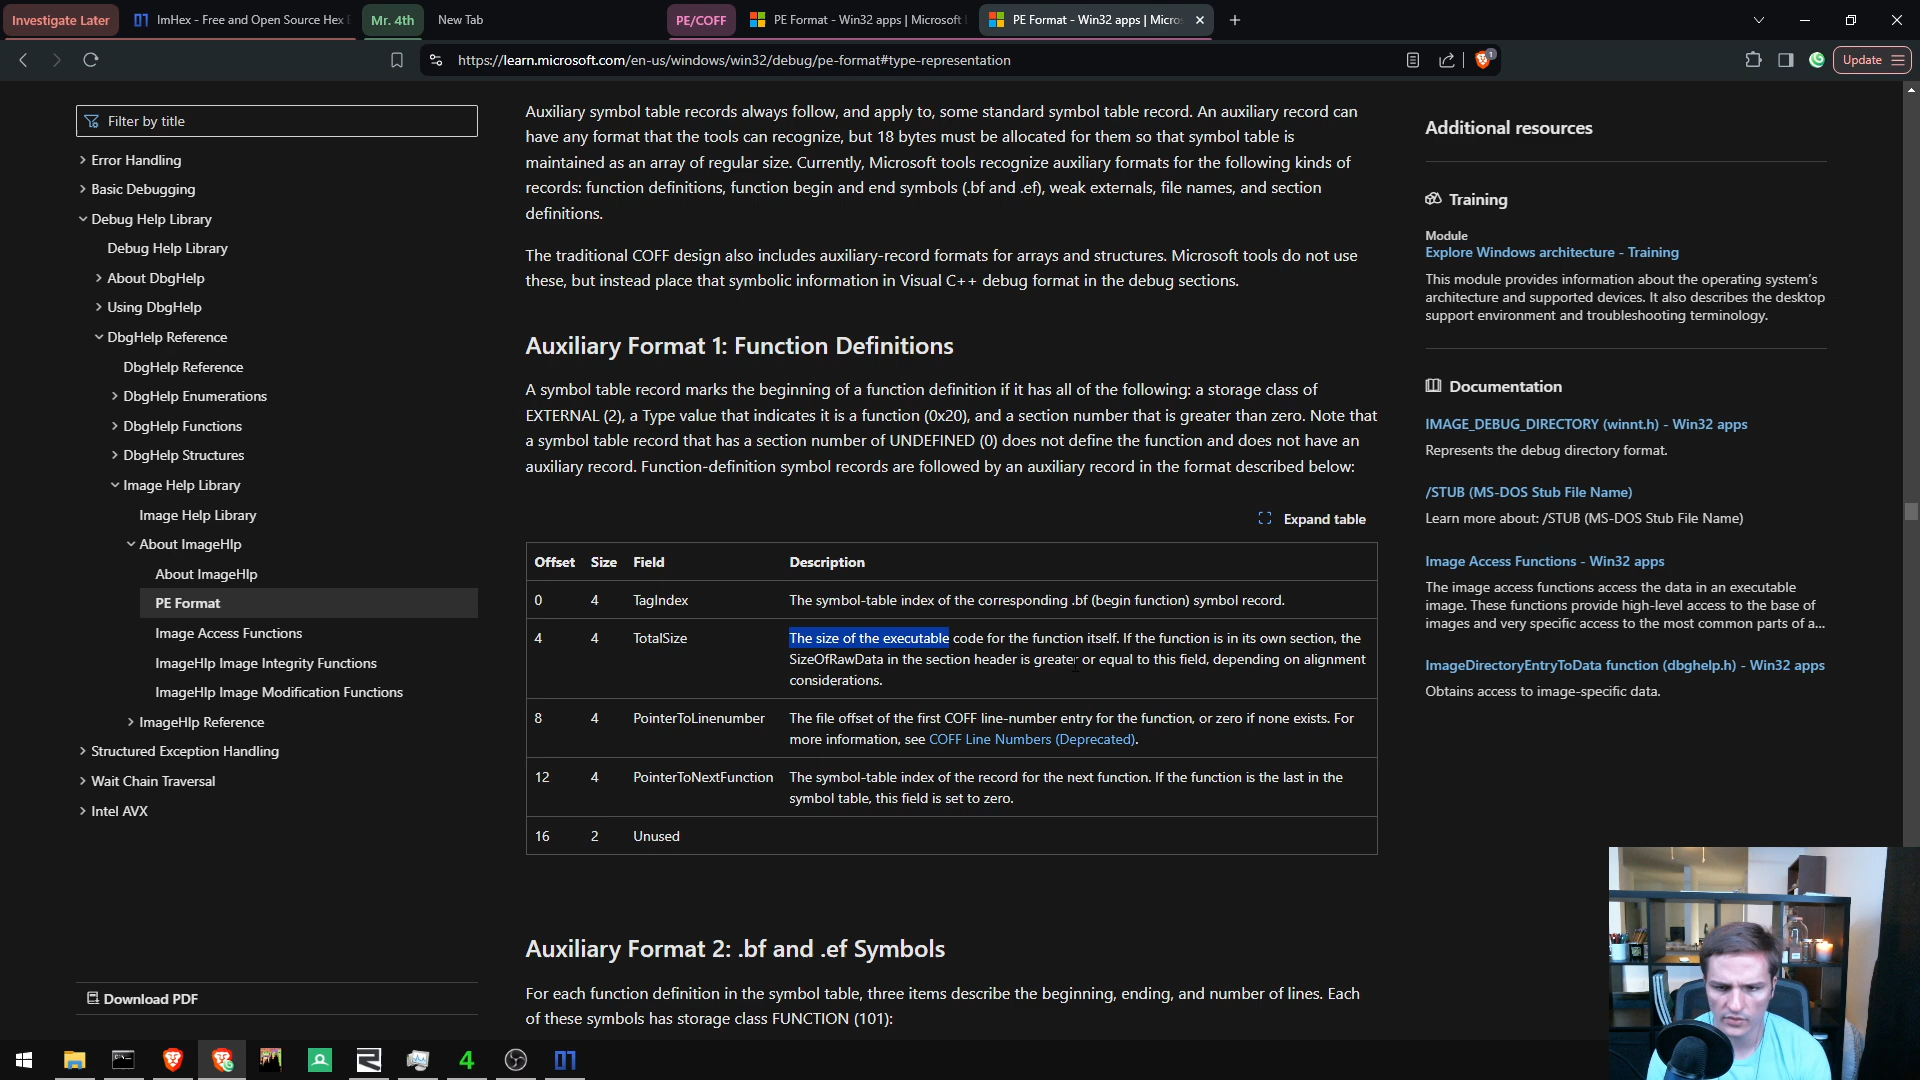 Investigate Later
ImHex - Free and Open Source Hex
Mr. 4th
New Tab
PE/COFF
PE Format - Win32 apps | Microsoft
PE Format - Win32 apps | Micro
https://learn.microsoft.com/en-us/windows/win32/debug/pe-format#type-representation
1
Update
Filter by title
Error Handling
Basic Debugging
Debug Help Library
Debug Help Library
About DbgHelp
Using DbgHelp
DbgHelp Reference
DbgHelp Reference
DbgHelp Enumerations
DbgHelp Functions
DbgHelp Structures
Image Help Library
Image Help Library
About ImageHlp
About ImageHlp
PE Format
Image Access Functions
ImageHlp Image Integrity Functions
ImageHlp Image Modification Functions
ImageHlp Reference
Structured Exception Handling
Wait Chain Traversal
Intel AVX
Download PDF
Auxiliary symbol table records always follow, and apply to, some standard symbol table record. An auxiliary record can
have any format that the tools can recognize, but 18 bytes must be allocated for them so that symbol table is
maintained as an array of regular size. Currently, Microsoft tools recognize auxiliary formats for the following kinds of
records: function definitions, function begin and end symbols (.bf and .ef), weak externals, file names, and section
definitions.
The traditional COFF design also includes auxiliary-record formats for arrays and structures. Microsoft tools do not use
these, but instead place that symbolic information in Visual C++ debug format in the debug sections.
Auxiliary Format 1: Function Definitions
A symbol table record marks the beginning of a function definition if it has all of the following: a storage class of
EXTERNAL (2), a Type value that indicates it is a function (0x20), and a section number that is greater than zero. Note that
a symbol table record that has a section number of UNDEFINED (0) does not define the function and does not have an
auxiliary record. Function-definition symbol records are followed by an auxiliary record in the format described below:
Expand table
Offset Size Field Description
0 4 TagIndex The symbol-table index of the corresponding .bf (begin function) symbol record.
4 4 TotalSize The size of the executable code for the function itself. If the function is in its own section, the
SizeOfRawData in the section header is greater or equal to this field, depending on alignment
considerations.
8 4 PointerToLinenumber The file offset of the first COFF line-number entry for the function, or zero if none exists. For
more information, see COFF Line Numbers (Deprecated).
12 4 PointerToNextFunction The symbol-table index of the record for the next function. If the function is the last in the
symbol table, this field is set to zero.
16 2 Unused
Auxiliary Format 2: .bf and .ef Symbols
For each function definition in the symbol table, three items describe the beginning, ending, and number of lines. Each
of these symbols has storage class FUNCTION (101):
Additional resources
Training
Module
Explore Windows architecture - Training
This module provides information about the operating system's
architecture and supported devices. It also describes the desktop
support environment and troubleshooting terminology.
Documentation
IMAGE_DEBUG_DIRECTORY (winnt.h) - Win32 apps
Represents the debug directory format.
/STUB (MS-DOS Stub File Name)
Learn more about: /STUB (MS-DOS Stub File Name)
Image Access Functions - Win32 apps
The image access functions access the data in an executable
image. These functions provide high-level access to the base of
images and very specific access to the most common parts of a...
ImageDirectoryEntryToData function (dbghelp.h) - Win32 apps
Obtains access to image-specific data.
4